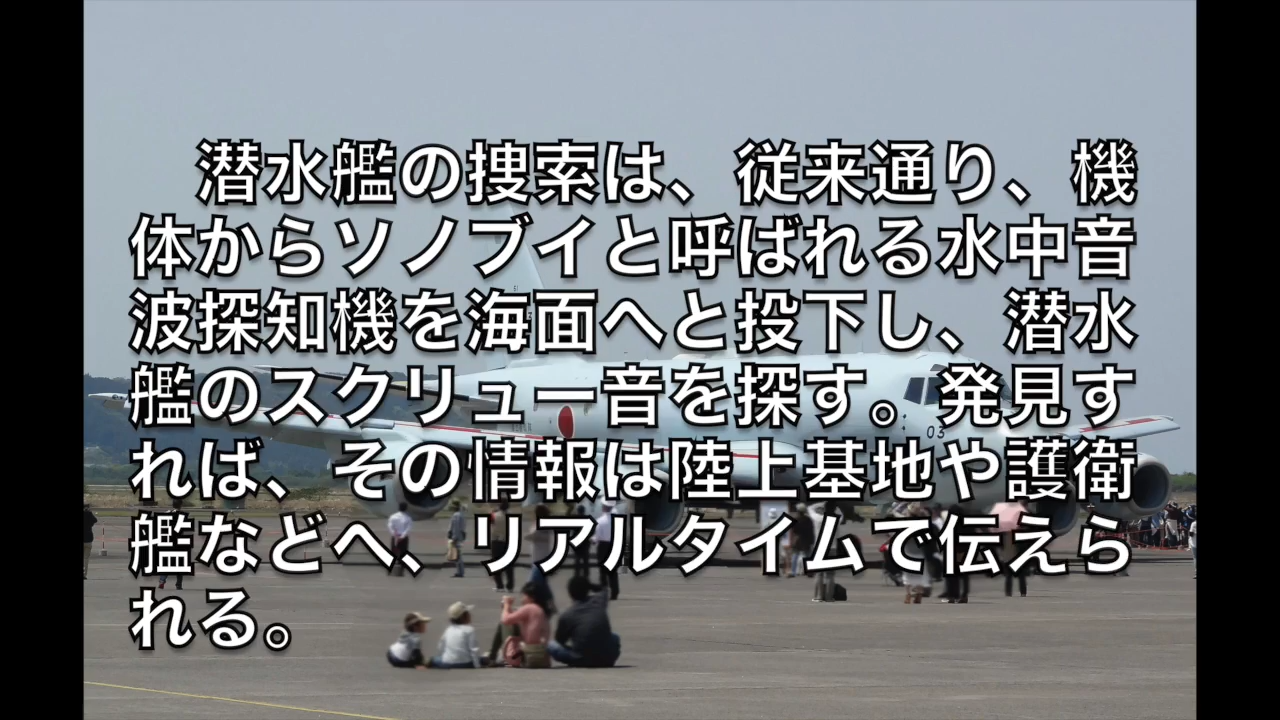 潜水艦の捜索は、従来通り、機
体からソノブイと呼ばれる水中音
波探知機を海面へと投下し、潜水
艦のスクリュー音を探す。発見す
れば、その情報は陸上基地や護衛
艦などへ、リアルタイムで伝えら
れる。
03